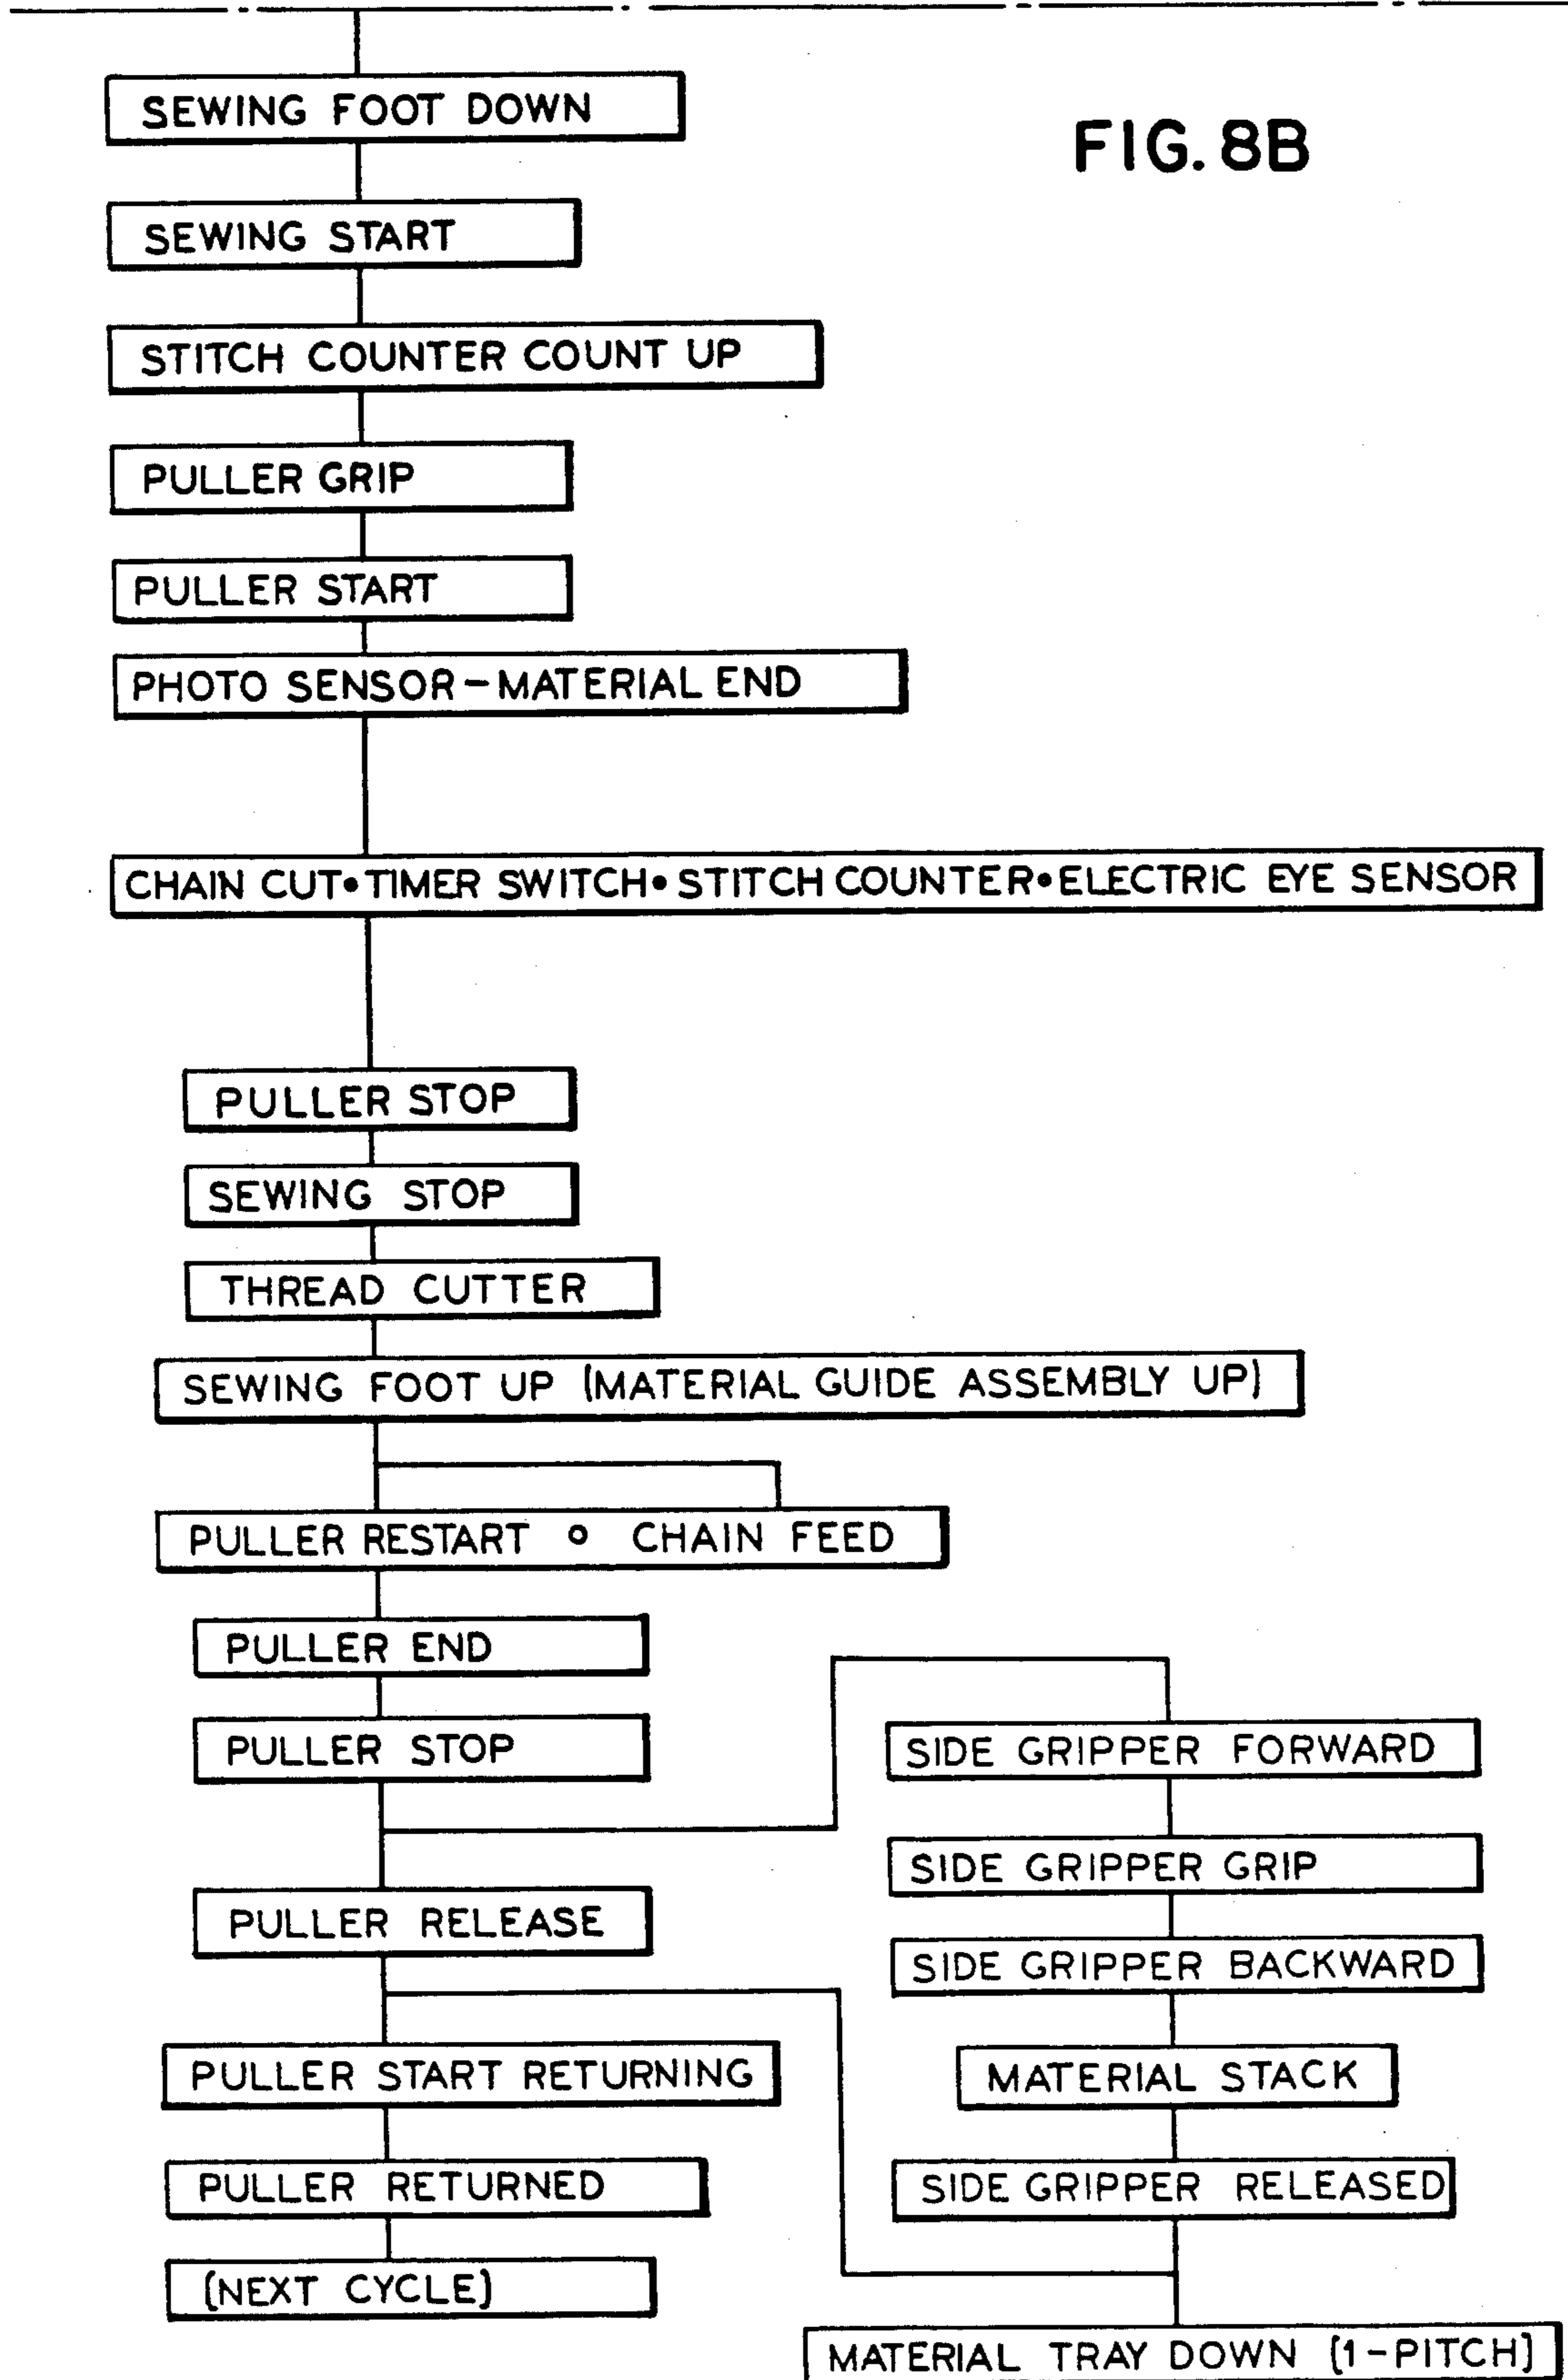 FIG. 8B
SEWING FOOT DOWN
SEWING START
STITCH COUNTER COUNT UP
PULLER GRIP
PULLER START
PHOTO SENSOR-MATERIAL END
CHAIN CUT•TIMER SWITCH•STITCH COUNTER•ELECTRIC EYE SENSOR
PULLER STOP
SEWING STOP
THREAD CUTTER
SEWING FOOT UP (MATERIAL GUIDE ASSEMBLY UP)
PULLER RESTART o CHAIN FEED
PULLER END
PULLER STOP
PULLER RELEASE
PULLER START RETURNING
PULLER RETURNED
(NEXT CYCLE)
SIDE GRIPPER FORWARD
SIDE GRIPPER GRIP
SIDE GRIPPER BACKWARD
MATERIAL STACK
SIDE GRIPPER RELEASED
MATERIAL TRAY DOWN (1-PITCH)